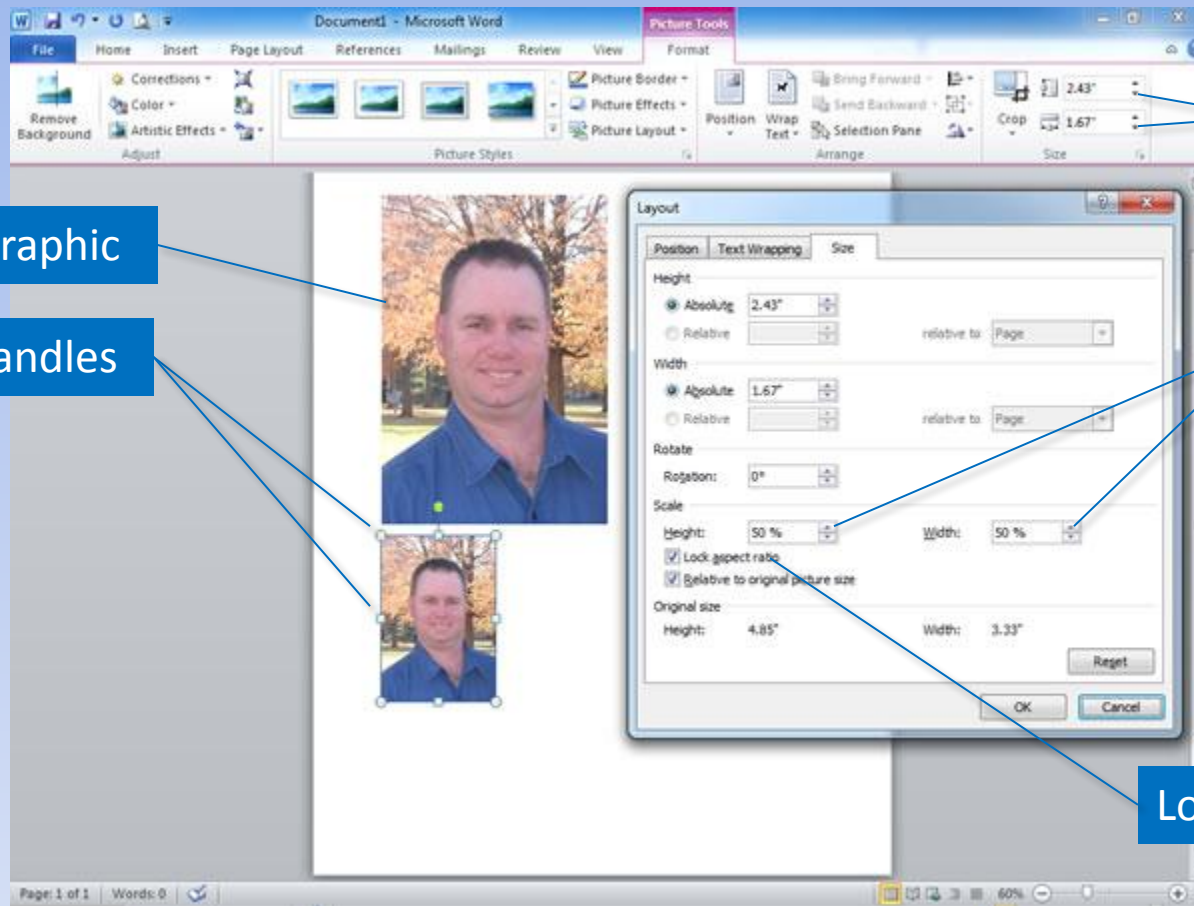 Document1 - Microsoft Word
Picture Tools
File Home Insert Page Layout References Mailings Review View Format
Remove Background
Corrections
Color
Artistic Effects
Adjust
Picture Styles
Picture Border
Picture Effects
Picture Layout
Position
Wrap Text
Bring Forward
Send Backward
Selection Pane
Arrange
Crop
2.43"
1.67"
Size
raphic
andles
Layout
Position Text Wrapping Size
Height
Absolute 2.43"
Relative relative to Page
Width
Absolute 1.67"
Relative relative to Page
Rotate
Rotation: 0°
Scale
Height: 50 % Width: 50 %
Lock aspect ratio
Relative to original picture size
Original size
Height: 4.85" Width: 3.33"
Reset
OK Cancel
Lo
Page: 1 of 1 Words: 0 60%